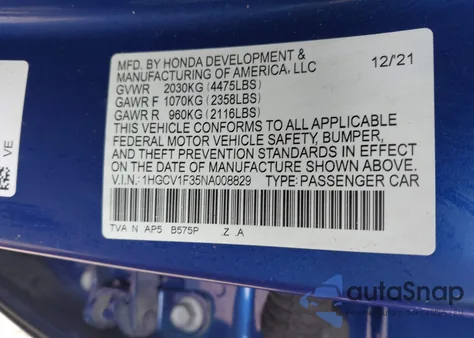 MFD. BY HONDA DEVELOPMENT &
MANUFACTURING OF AMERICA, LLC 12/'21
GVWR 2030KG (4475LBS)
GAWR F 1070KG (2358LBS)
GAWR R 960KG (2116LBS)
THIS VEHICLE CONFORMS TO ALL APPLICABLE
FEDERAL MOTOR VEHICLE SAFETY, BUMPER,
AND THEFT PREVENTION STANDARDS IN EFFECT
ON THE DATE OF MANUFACTURE SHOWN ABOVE.
V.I.N.: 1HGCV1F35NA008829 TYPE: PASSENGER CAR
TVA N AP5 B575P .Z .A
VE
autoSnap